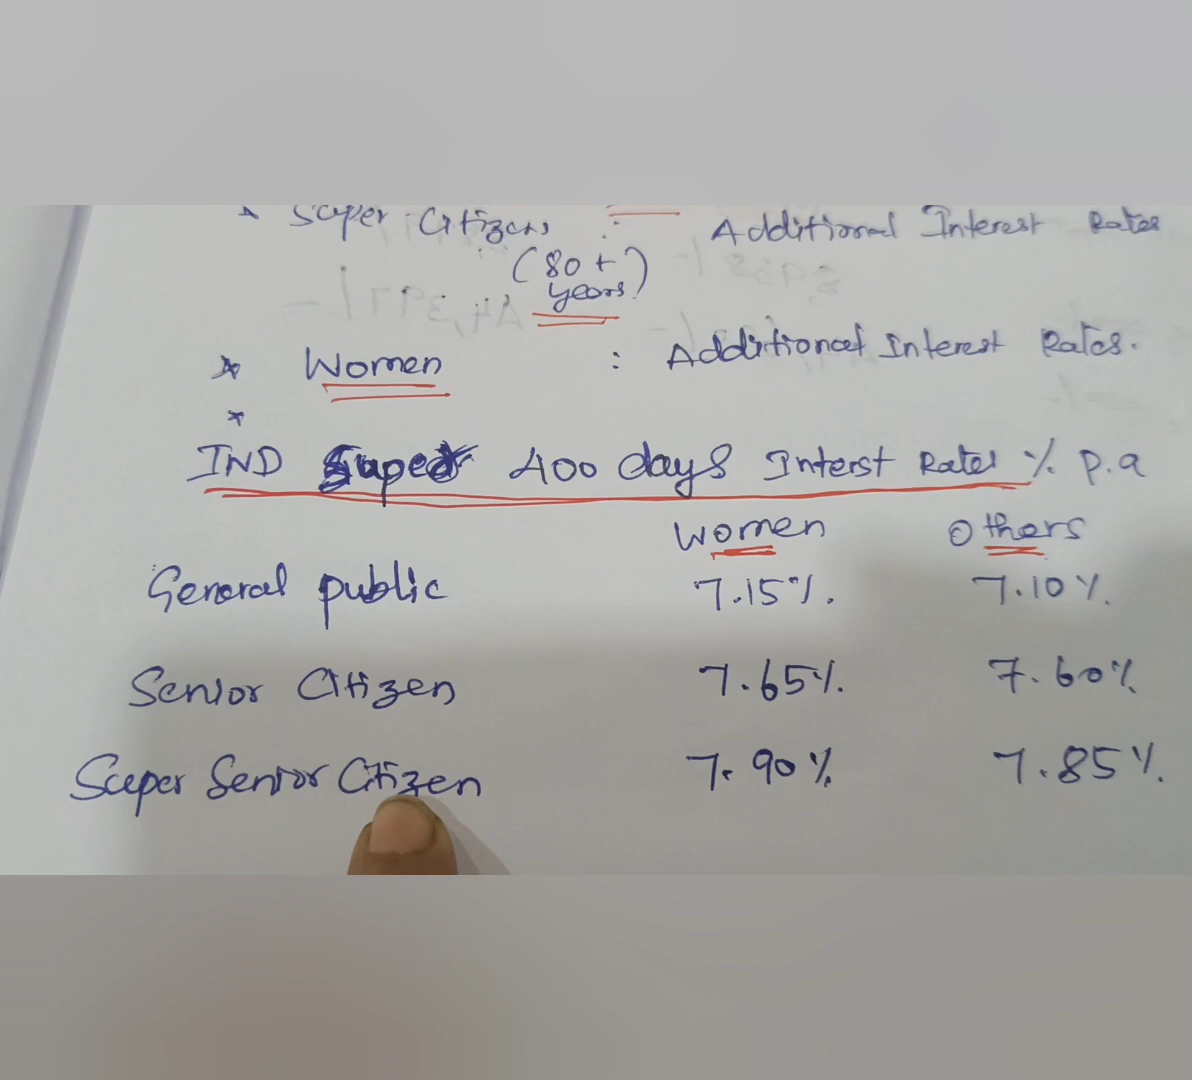 * Super Citizens : Additional Interest Rates
(80+ years)
* Women : Additional Interest Rates.
*
IND Super 400 days Interst Rates % p.a
Women Others
General public 7.15%. 7.10%.
Senior Citizen 7.65%. 7.60%
Super Senior Citizen 7.90% 7.85%.